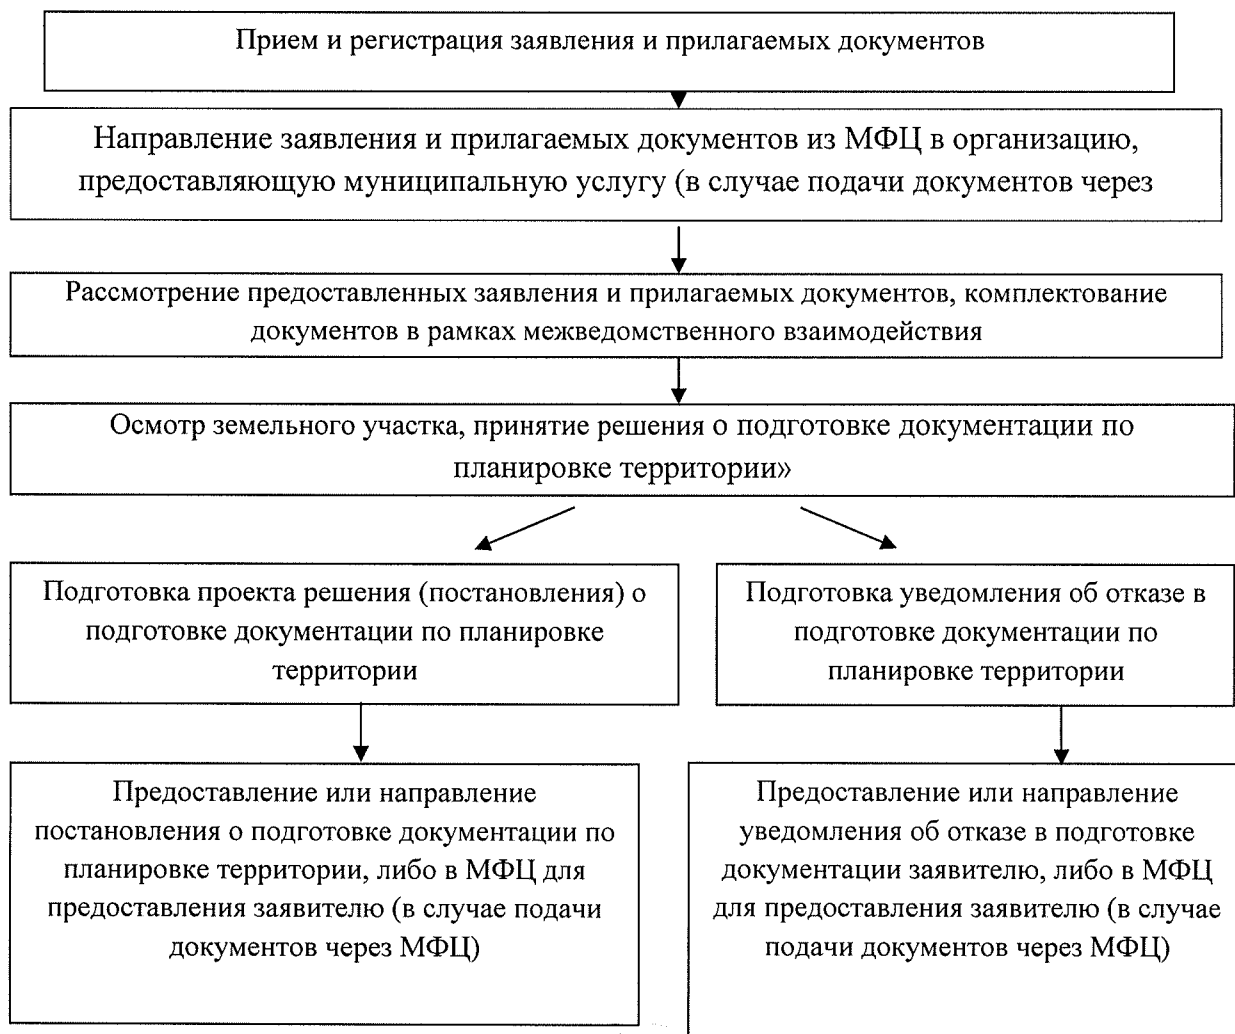 Прием и регистрация заявления и прилагаемых документов
Направление заявления и прилагаемых документов из МФЦ в организацию,
предоставляющую муниципальную услугу (в случае подачи документов через
Рассмотрение предоставленных заявления и прилагаемых документов, комплектование
документов в рамках межведомственного взаимодействия
Осмотр земельного участка, принятие решения о подготовке документации по
планировке территории»
Подготовка проекта решения (постановления) о
подготовке документации по планировке
территории
Подготовка уведомления об отказе в
подготовке документации по
планировке территории
Предоставление или направление
постановления о подготовке документации по
планировке территории, либо в МФЦ для
предоставления заявителю (в случае подачи
документов через МФЦ)
Предоставление или направление
уведомления об отказе в подготовке
документации заявителю, либо в МФЦ
для предоставления заявителю (в случае
подачи документов через МФЦ)